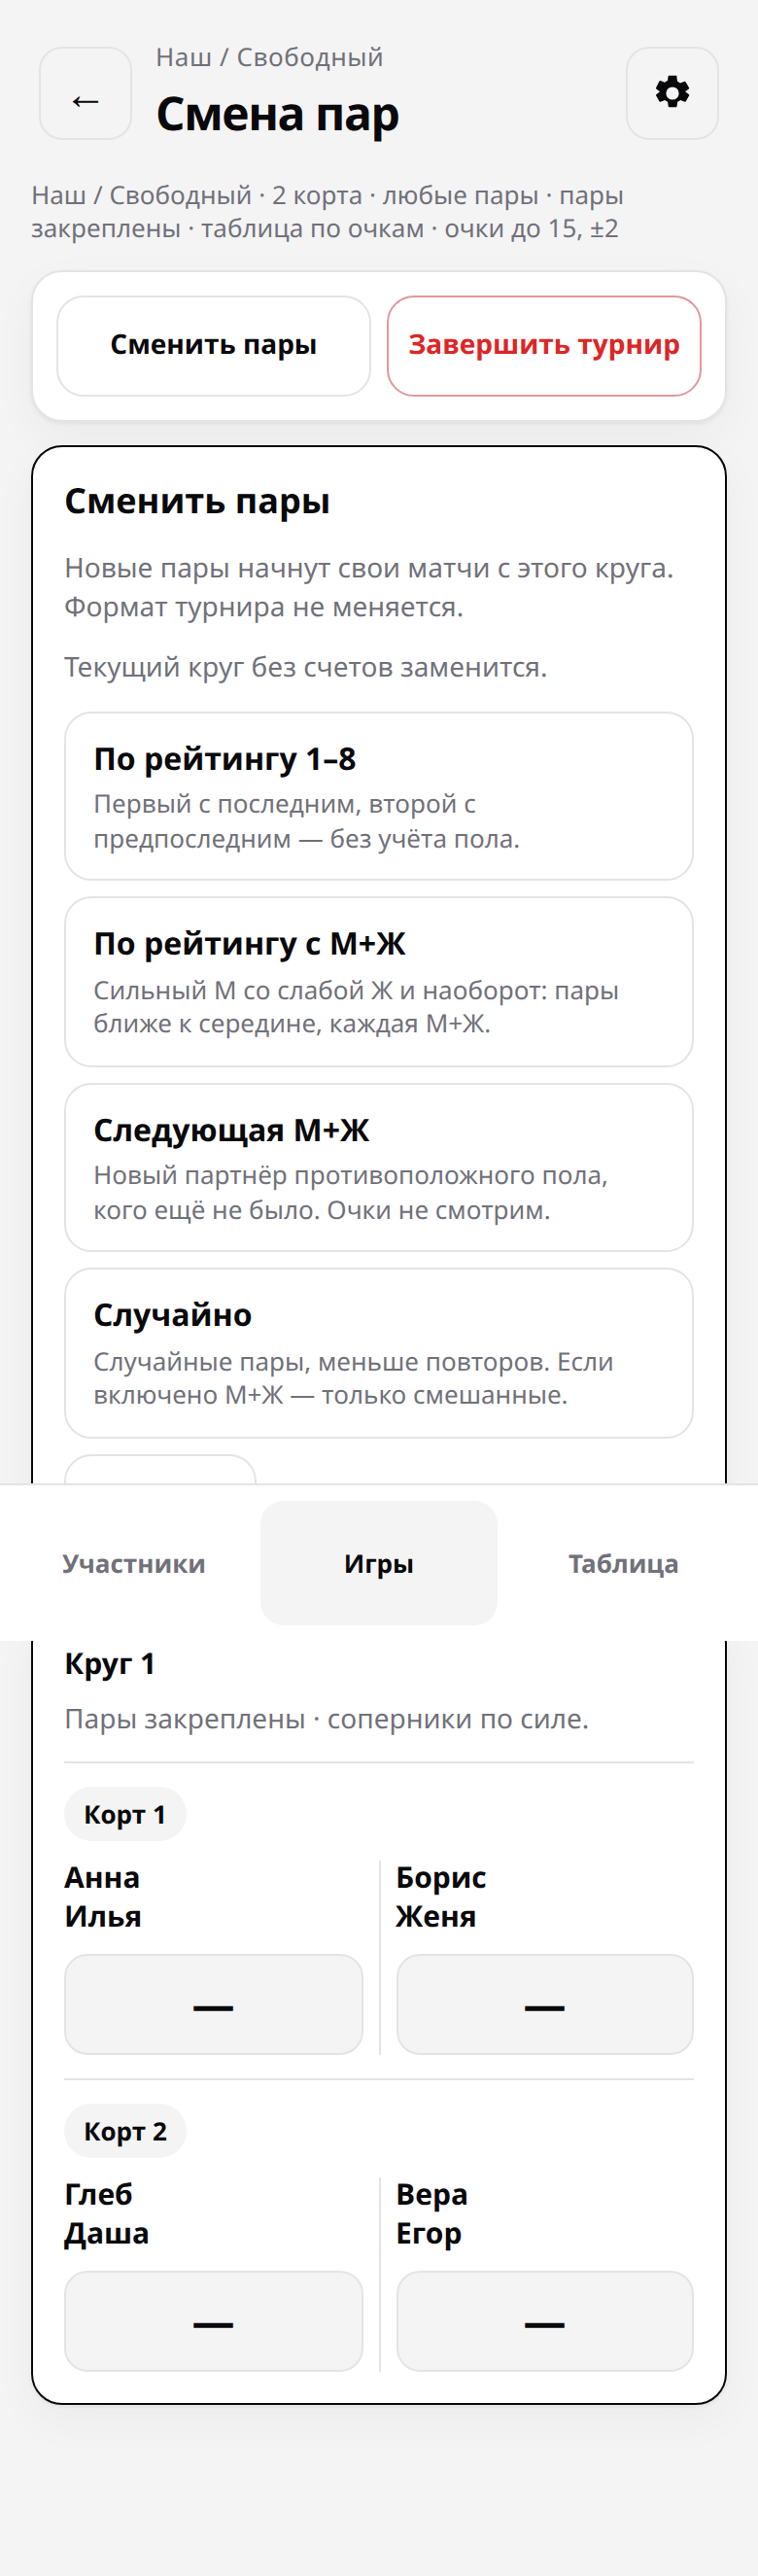 ←
Наш / Свободный
Смена пар
Наш / Свободный · 2 корта · любые пары · пары
закреплены · таблица по очкам · очки до 15, ±2
Сменить пары
Завершить турнир
Сменить пары
Новые пары начнут свои матчи с этого круга.
Формат турнира не меняется.
Текущий круг без счетов заменится.
По рейтингу 1–8
Первый с последним, второй с
предпоследним — без учёта пола.
По рейтингу с М+Ж
Сильный М со слабой Ж и наоборот: пары
ближе к середине, каждая М+Ж.
Следующая М+Ж
Новый партнёр противоположного пола,
кого ещё не было. Очки не смотрим.
Случайно
Случайные пары, меньше повторов. Если
включено М+Ж — только смешанные.
Участники
Игры
Таблица
Круг 1
Пары закреплены · соперники по силе.
Корт 1
Анна
Илья
Борис
Женя
—
—
Корт 2
Глеб
Даша
Вера
Егор
—
—